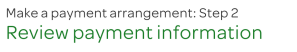 Make a payment arrangement: Step 2
Review payment information